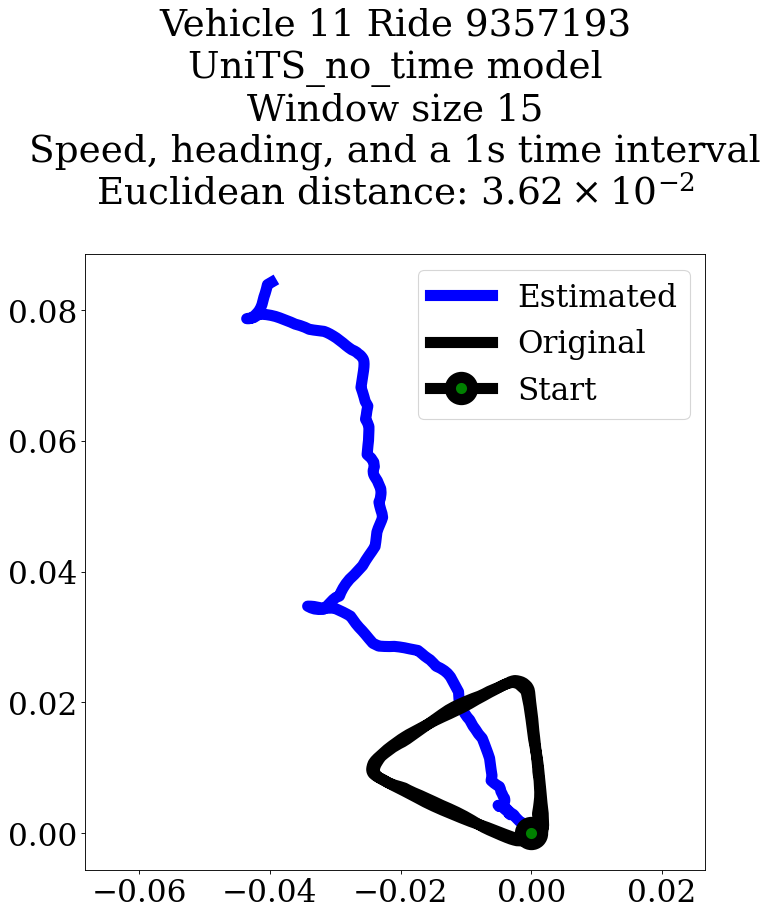 Vehicle 11 Ride 9357193
UniTS_no_time model
Window size 15
Speed, heading, and a 1s time interval
Euclidean distance: 3.62 × 10⁻²
Estimated
Original
Start
0.08
0.06
0.04
0.02
0.00
−0.06 −0.04 −0.02 0.00 0.02